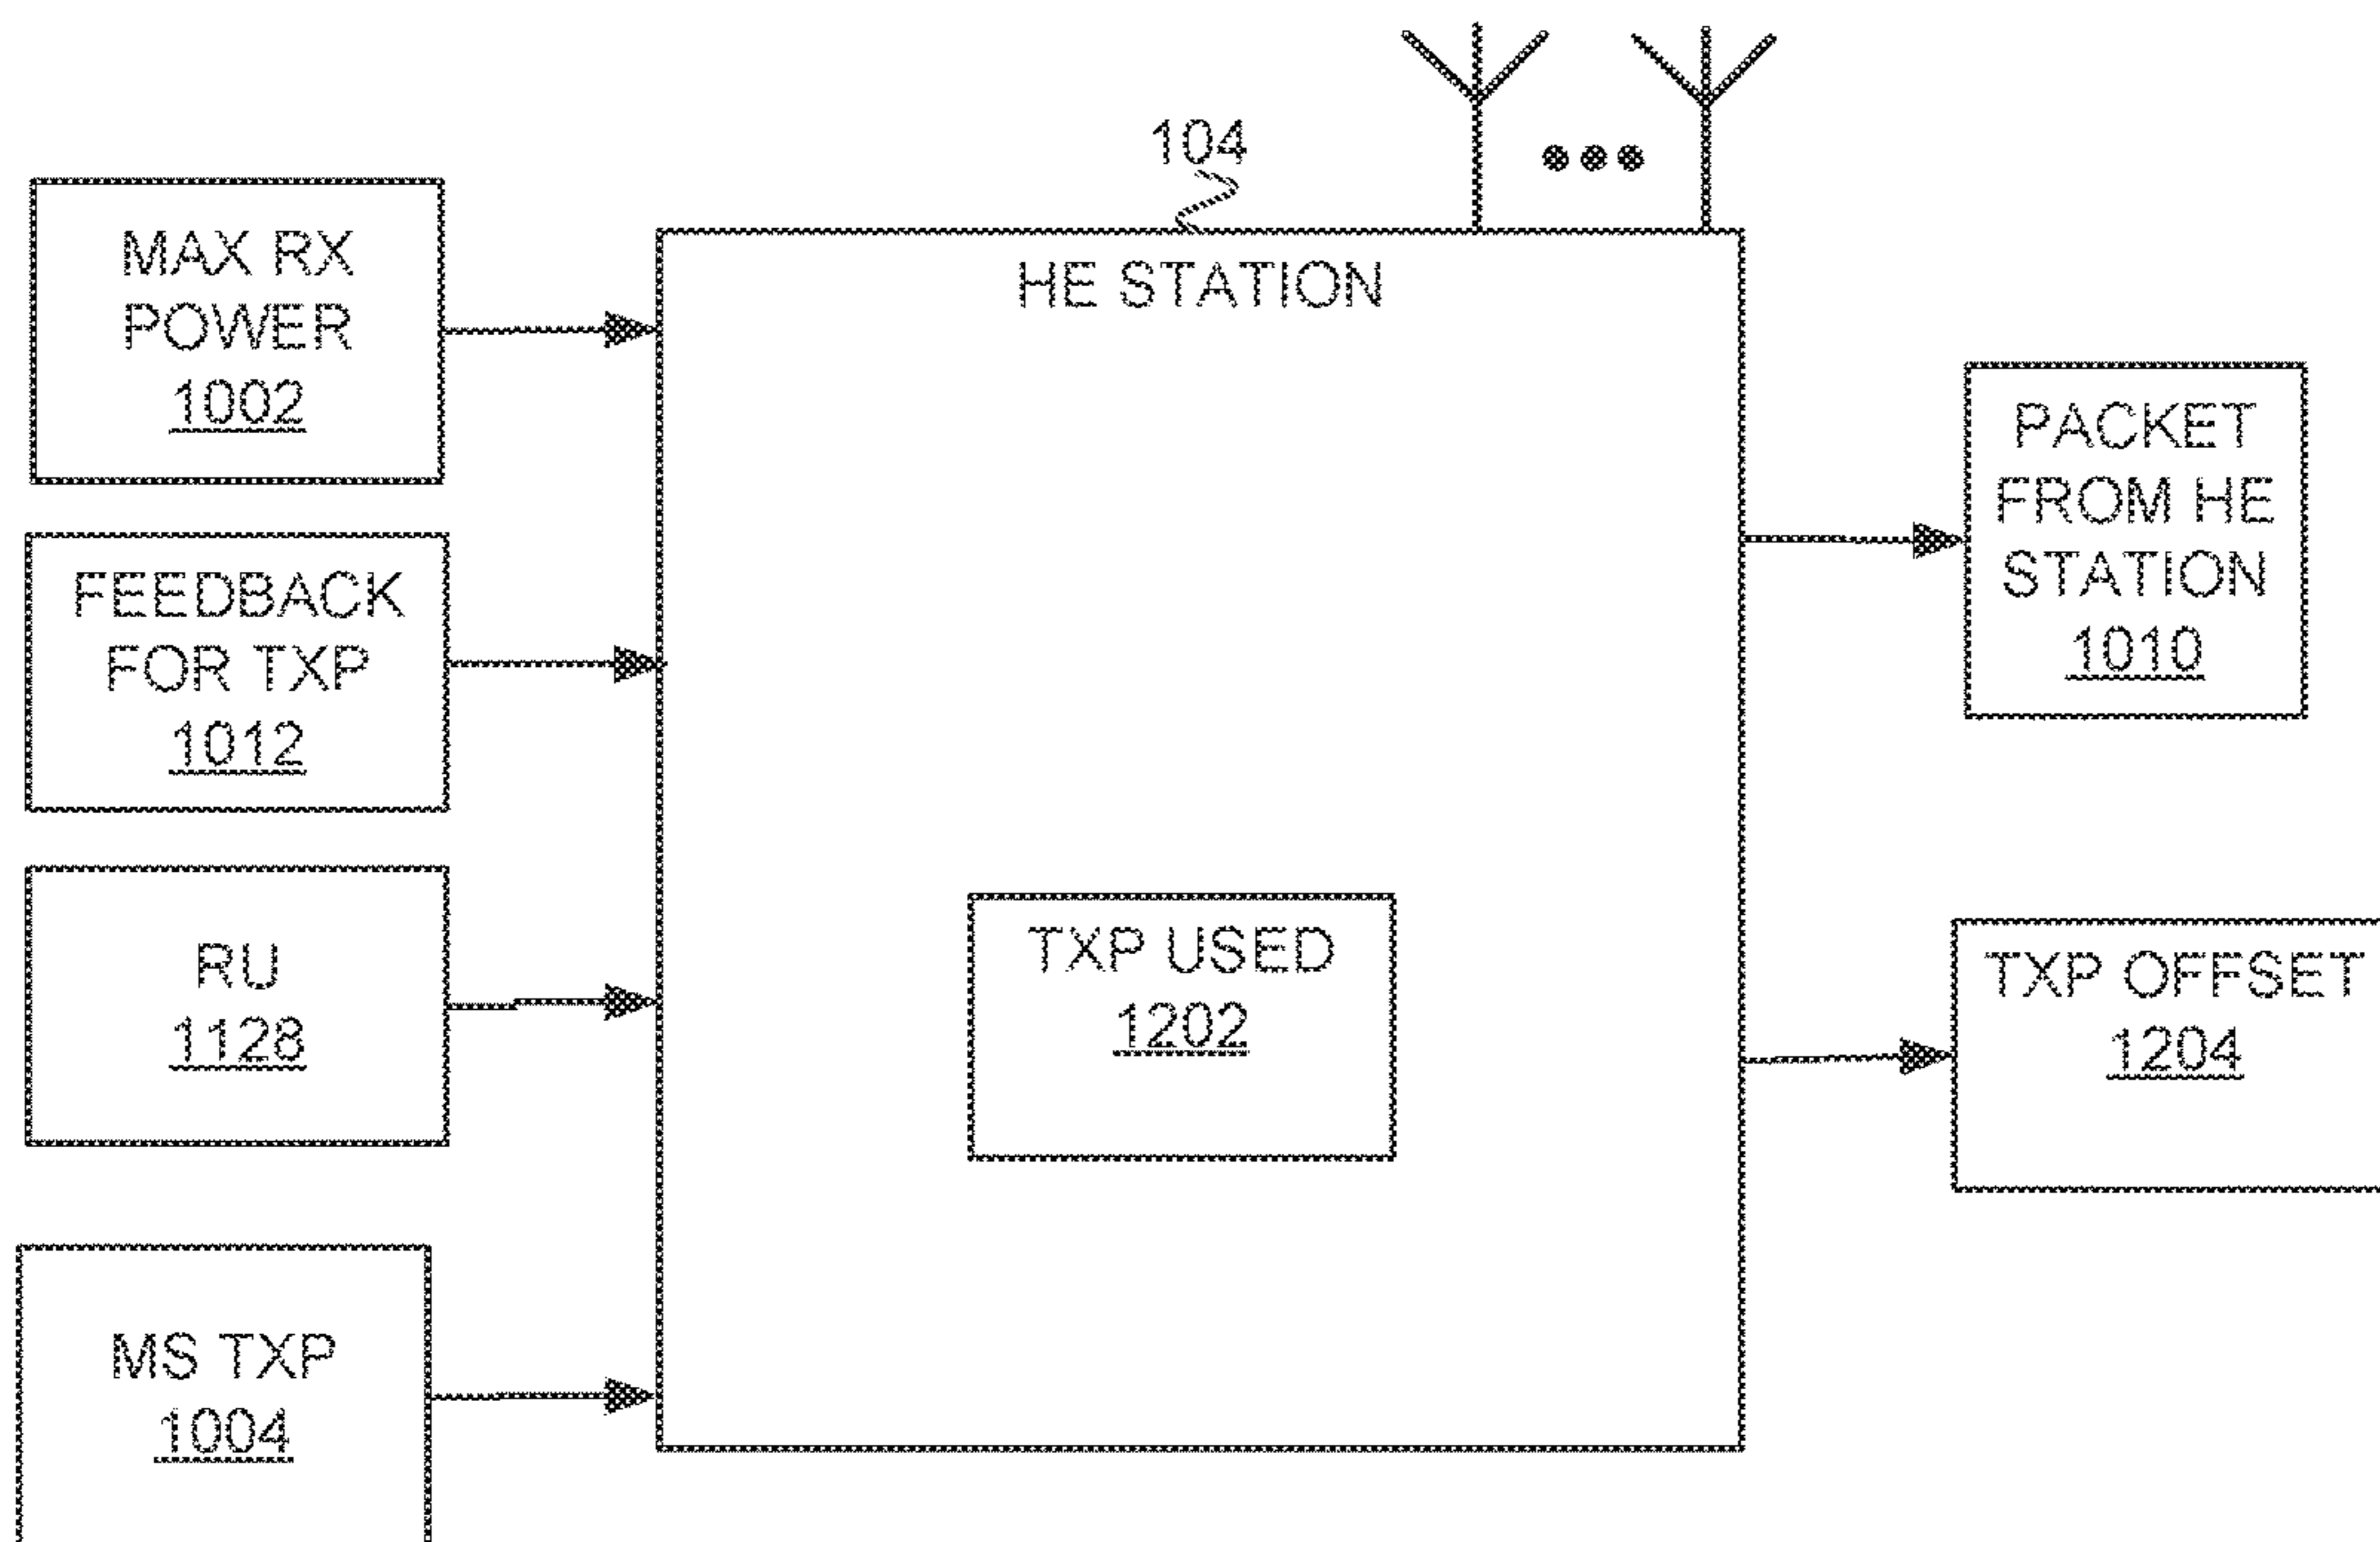 104
MAX RX
POWER
1002
FEEDBACK
FOR TXP
1012
RU
1128
MS TXP
1004
HE STATION
TXP USED
1202
PACKET
FROM HE
STATION
1010
TXP OFFSET
1204